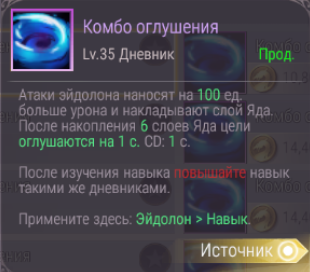 Комбо оглушения
Lv.35 Дневник Прод.
Атаки эйдолона наносят на 100 ед.
больше урона и накладывают слой Яда.
После накопления 6 слоев Яда цели
оглушаются на 1 с. CD: 1 с.
После изучения навыка повышайте навык
такими же дневниками.
Примените здесь: Эйдолон > Навык.
Источник